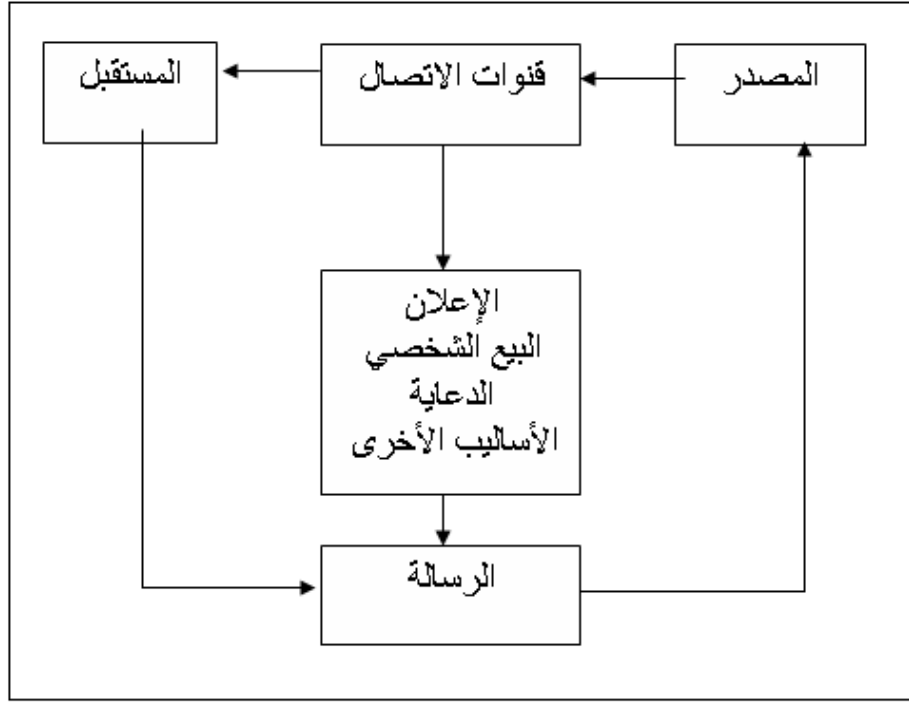 المصدر
قنوات الاتصال
المستقبل
الإعلان
البيع الشخصي
الدعاية
الأساليب الأخرى
الرسالة